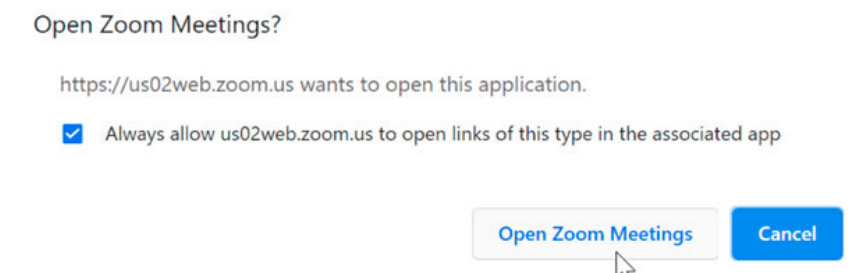 Open Zoom Meetings?
https://us02web.zoom.us wants to open this application.
Always allow us02web.zoom.us to open links of this type in the associated app
Open Zoom Meetings Cancel